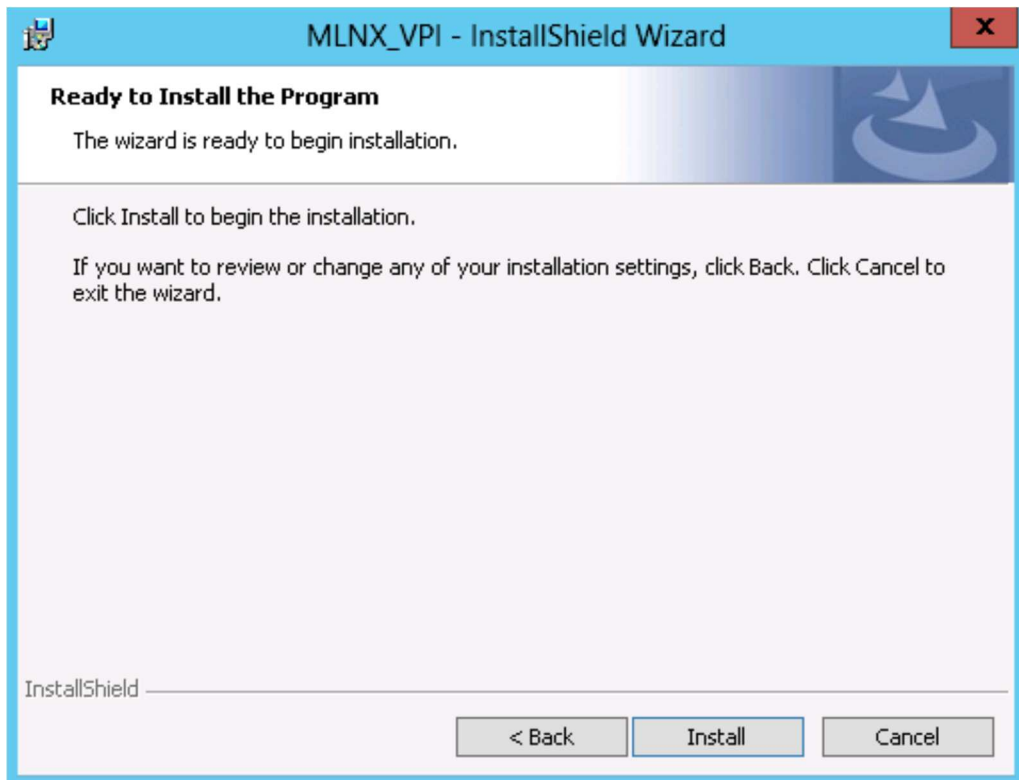 MLNX_VPI - InstallShield Wizard
x
Ready to Install the Program
The wizard is ready to begin installation.
Click Install to begin the installation.
If you want to review or change any of your installation settings, click Back. Click Cancel to
exit the wizard.
InstallShield
< Back Install Cancel